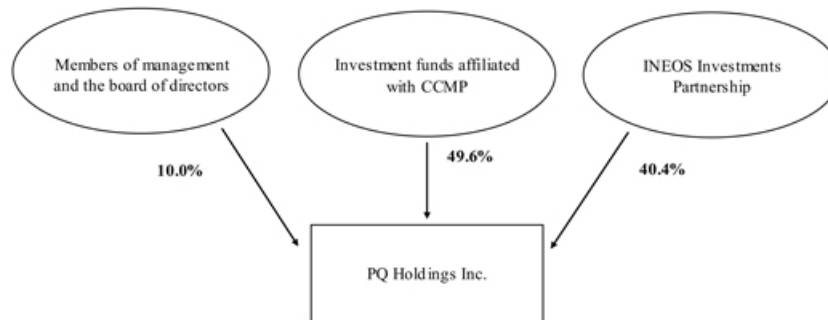 Members of management
and the board of directors
Investment funds affiliated
with CCMP
INEOS Investments
Partnership
10.0%
49.6%
40.4%
PQ Holdings Inc.